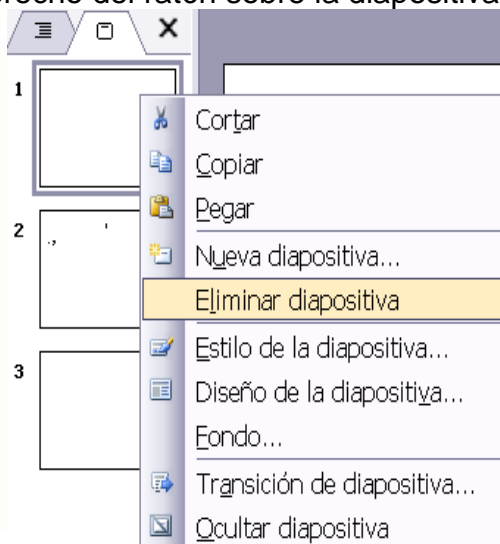 erecho del ratón sobre la diapositiva
1
Cortar
Copiar
Pegar
2
Nueva diapositiva...
Eliminar diapositiva
Estilo de la diapositiva...
3
Diseño de la diapositiva...
Fondo...
Transición de diapositiva...
Ocultar diapositiva